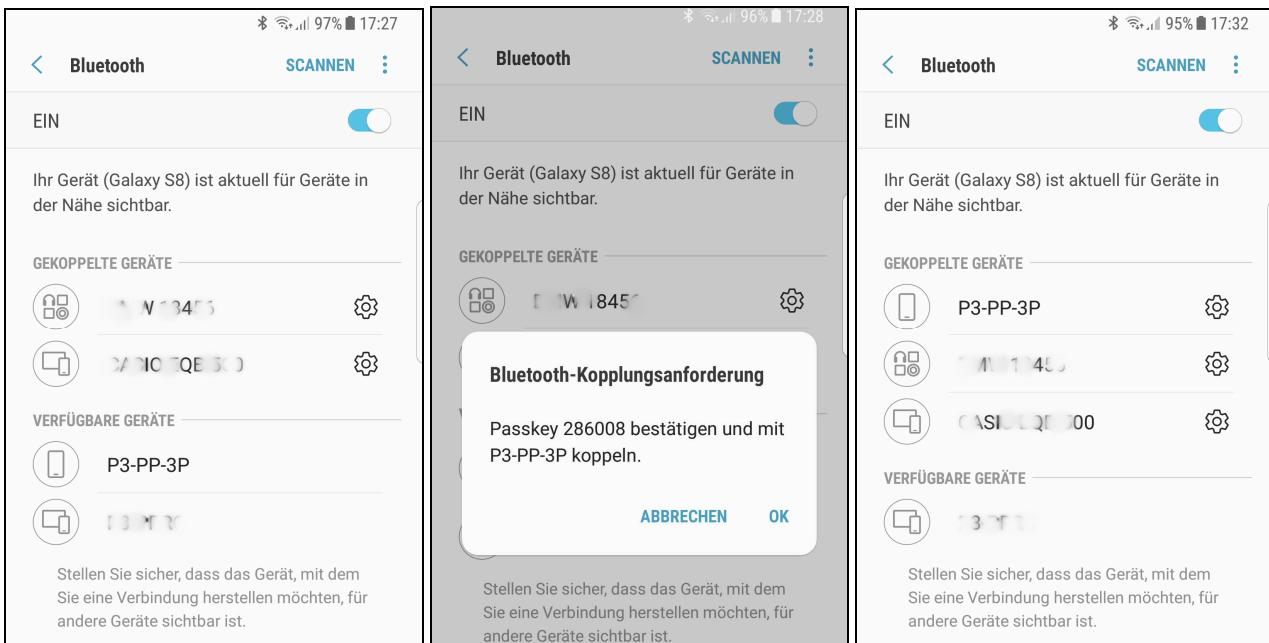 97% 17:27
Bluetooth SCANNEN
EIN
Ihr Gerät (Galaxy S8) ist aktuell für Geräte in
der Nähe sichtbar.
GEKOPPELTE GERÄTE
VERFÜGBARE GERÄTE
P3-PP-3P
Stellen Sie sicher, dass das Gerät, mit dem
Sie eine Verbindung herstellen möchten, für
andere Geräte sichtbar ist.
96% 17:28
Bluetooth SCANNEN
EIN
Ihr Gerät (Galaxy S8) ist aktuell für Geräte in
der Nähe sichtbar.
GEKOPPELTE GERÄTE
Bluetooth-Kopplungsanforderung
Passkey 286008 bestätigen und mit
P3-PP-3P koppeln.
ABBRECHEN OK
Stellen Sie sicher, dass das Gerät, mit dem
Sie eine Verbindung herstellen möchten, für
andere Geräte sichtbar ist.
95% 17:32
Bluetooth SCANNEN
EIN
Ihr Gerät (Galaxy S8) ist aktuell für Geräte in
der Nähe sichtbar.
GEKOPPELTE GERÄTE
P3-PP-3P
VERFÜGBARE GERÄTE
Stellen Sie sicher, dass das Gerät, mit dem
Sie eine Verbindung herstellen möchten, für
andere Geräte sichtbar ist.